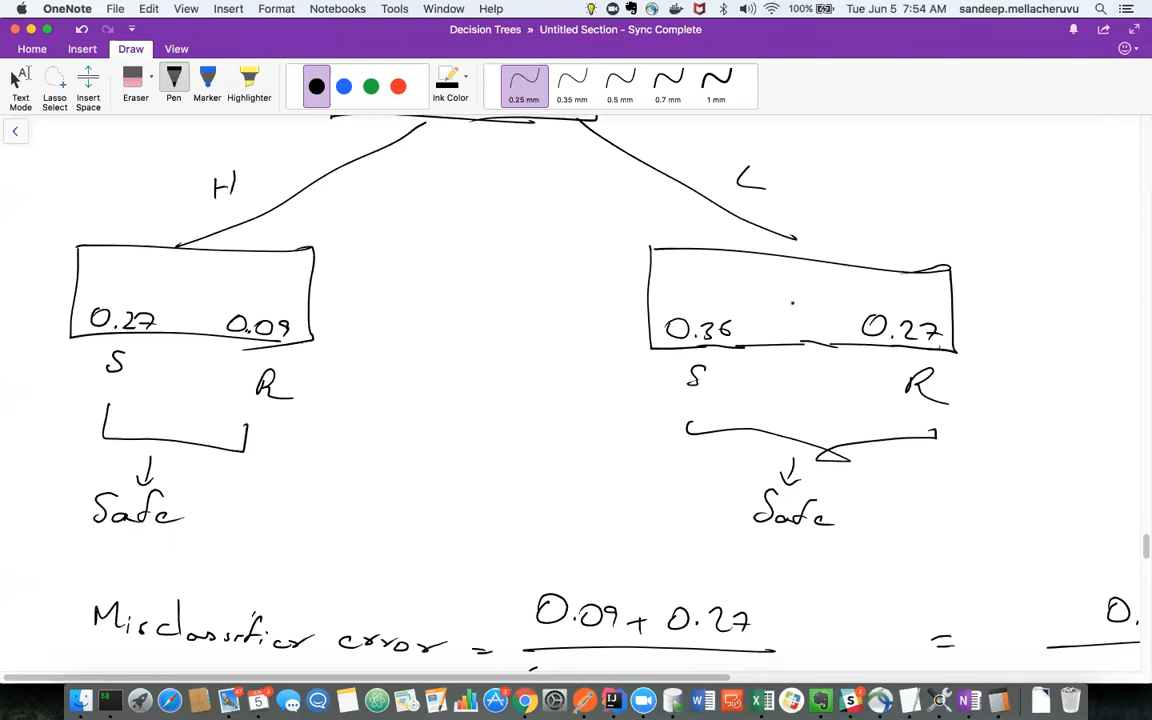 OneNote File Edit View Insert Format Notebooks Tools Window Help 100% Tue Jun 5 7:54 AM sandeep.mellacheruvu
Decision Trees » Untitled Section - Sync Complete
Home Insert Draw View
Text Mode Lasso Select Insert Space Eraser Pen Marker Highlighter Ink Color 0.25 mm 0.35 mm 0.5 mm 0.7 mm 1 mm
H L
0.27 0.09 0.36 0.27
S R S R
Safe Safe
Misclassifier error = 0.09 + 0.27 = 0.